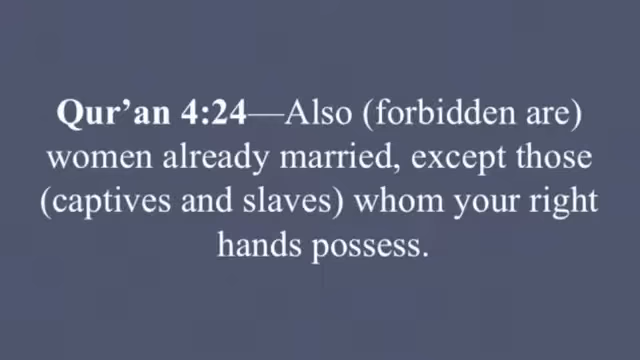 Qur’an 4:24—Also (forbidden are)
women already married, except those
(captives and slaves) whom your right
hands possess.